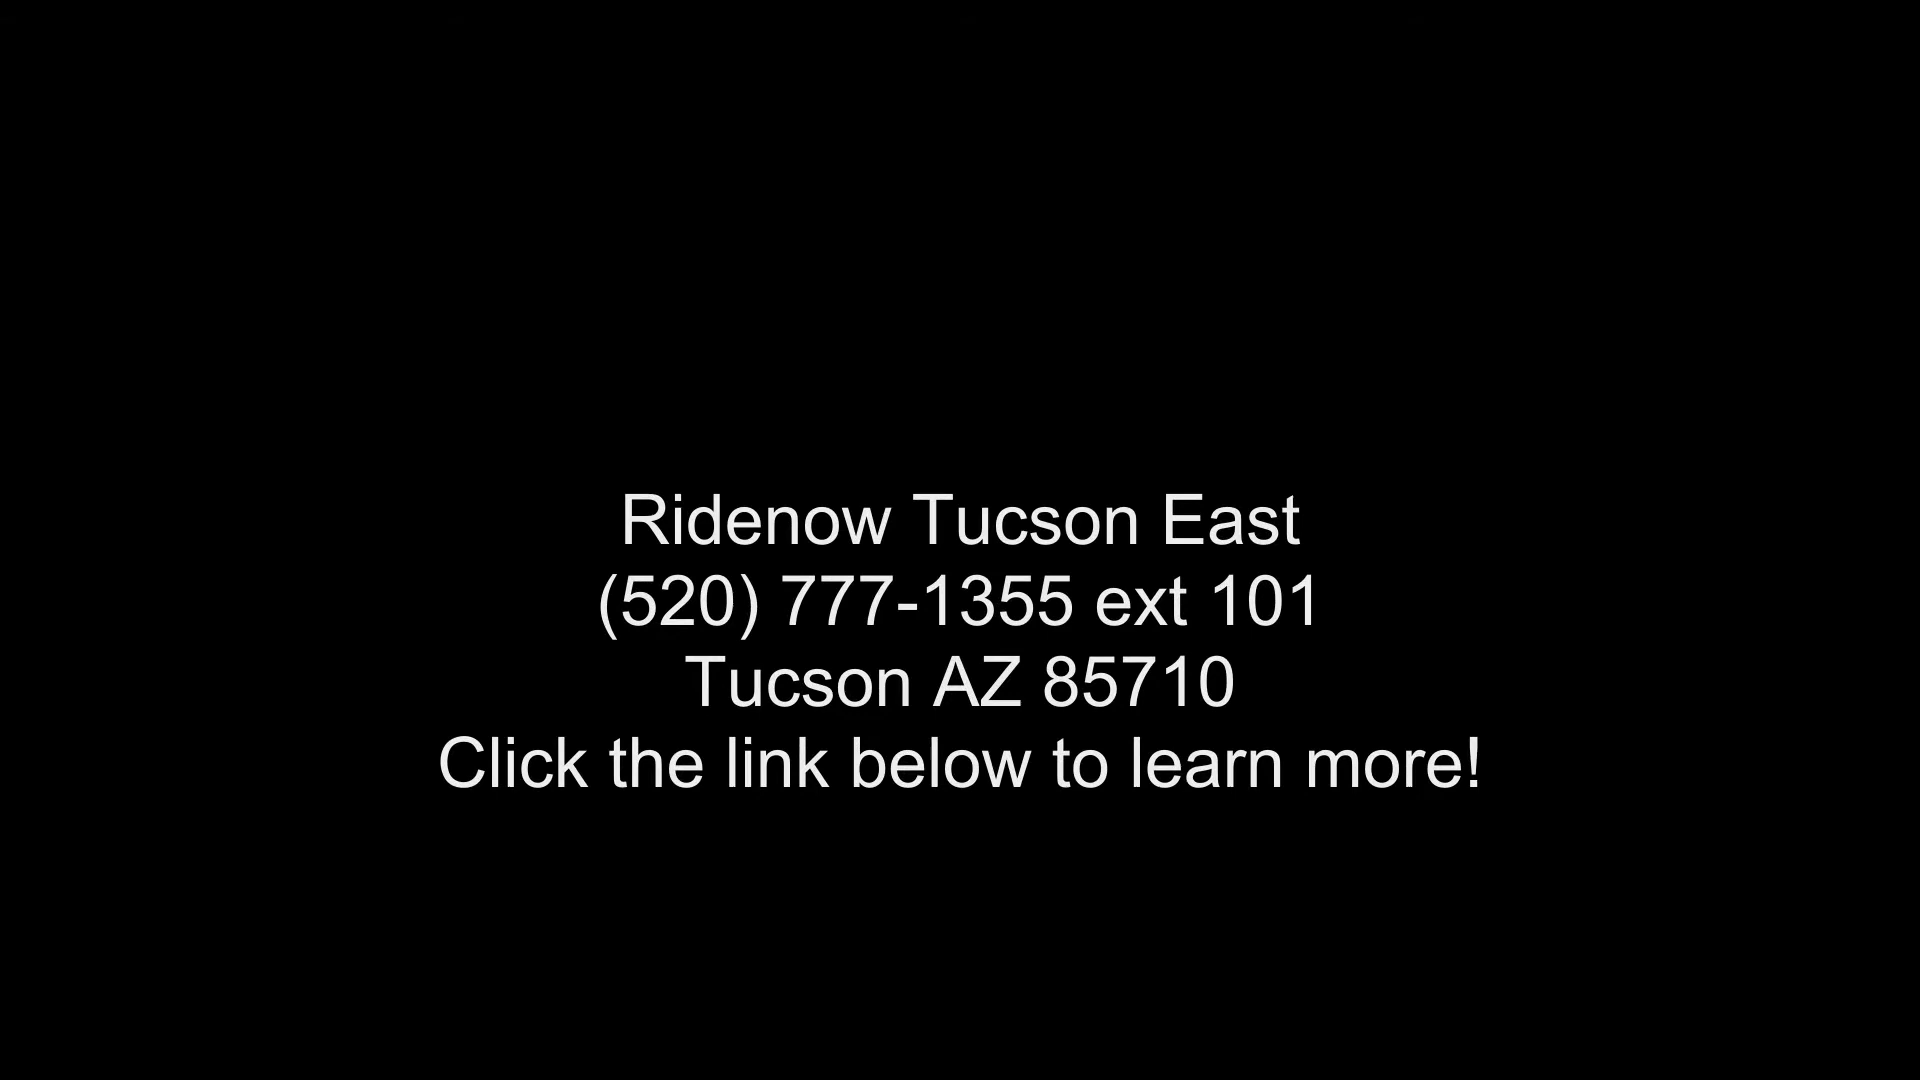 Ridenow Tucson East
(520) 777-1355 ext 101
Tucson AZ 85710
Click the link below to learn more!